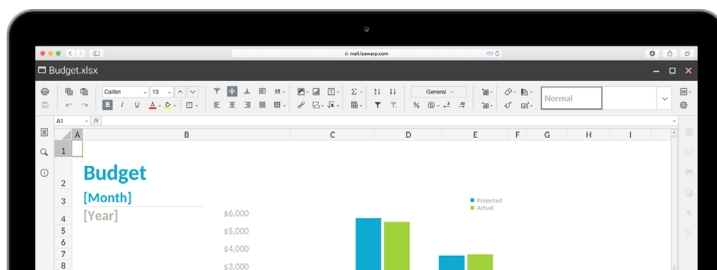 mail.icewarp.com
Budget.xlsx
Calibri 13 General
B I U A Normal
A1 fx
A B C D E F G H I
1
Budget
2
[Month]
3
Projected
[Year]
4
Actual
$6,000
5
$5,000
6
$4,000
7
$3,000
8